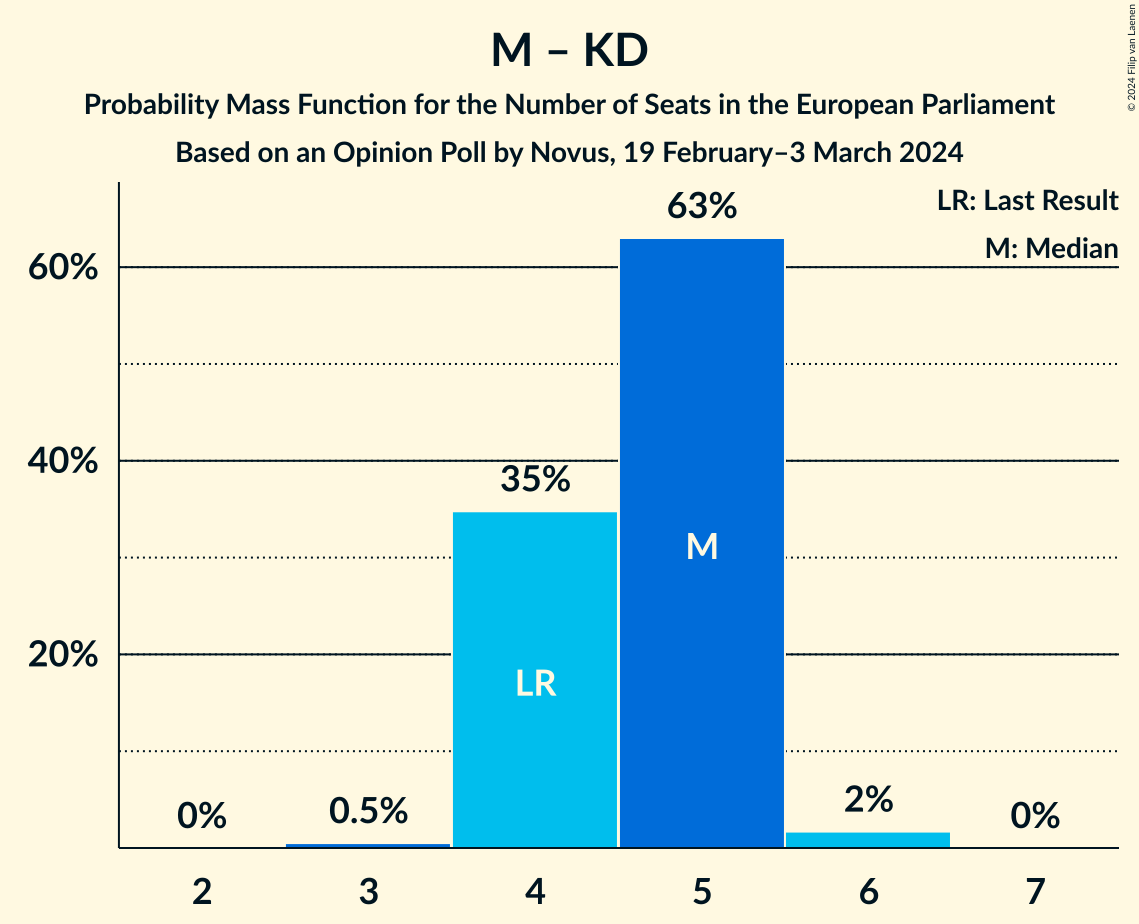 M – KD
Probability Mass Function for the Number of Seats in the European Parliament
Based on an Opinion Poll by Novus, 19 February–3 March 2024
© 2024 Filip van Laenen
LR: Last Result
M: Median
63%
60%
40%
35%
M
20%
LR
0%
0.5%
2%
0%
2
3
4
5
6
7